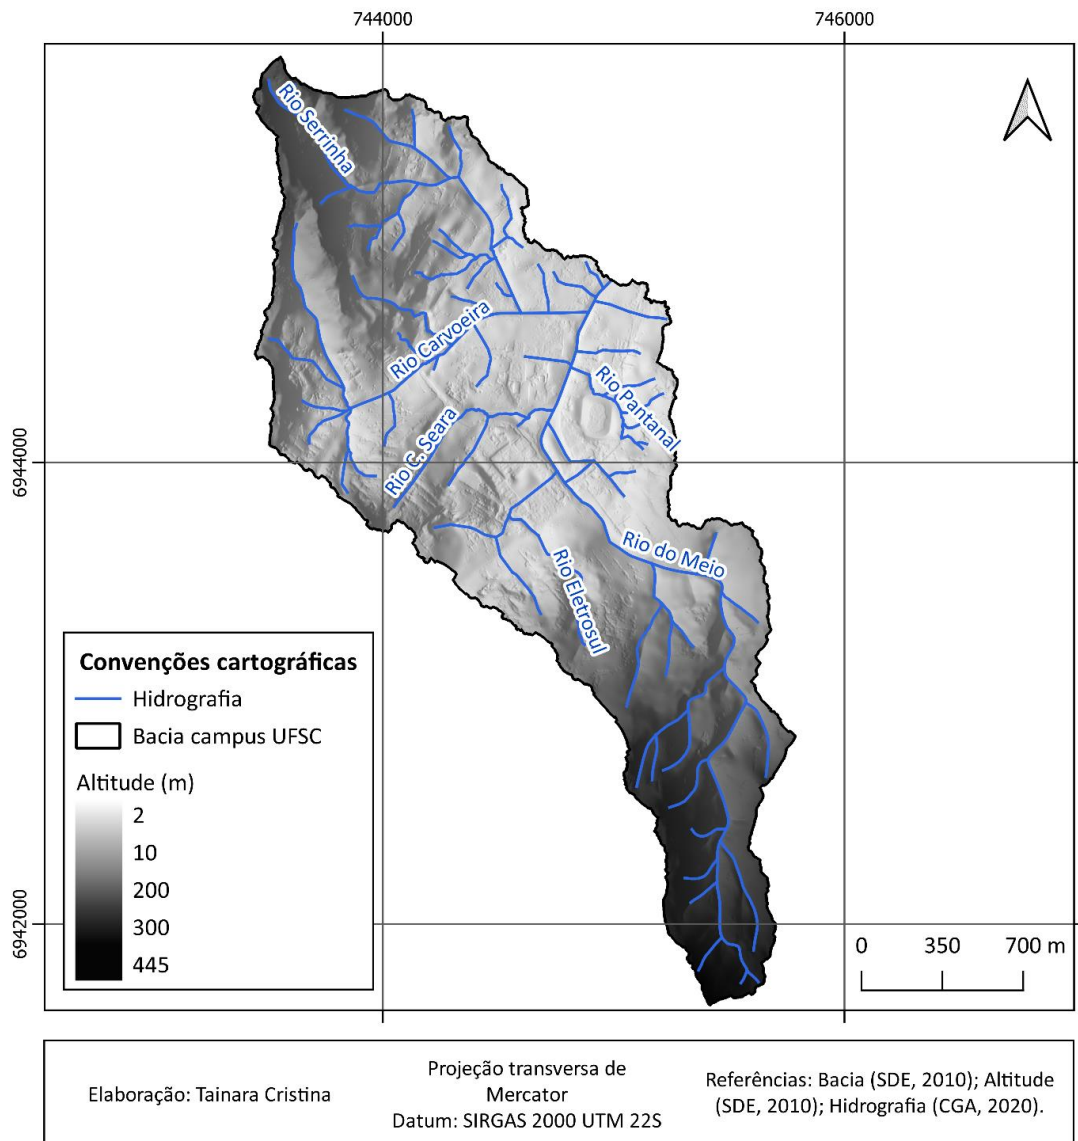 744000
746000
Rio Serrinha
Rio Carvoeira
Rio Pantanal
Rio C. Seara
6944000
Rio do Meio
Rio Eletrosul
Convenções cartográficas
Hidrografia
Bacia campus UFSC
Altitude (m)
2
10
200
300
445
6942000
0 350 700 m
Elaboração: Tainara Cristina
Projeção transversa de
Mercator
Datum: SIRGAS 2000 UTM 22S
Referências: Bacia (SDE, 2010); Altitude
(SDE, 2010); Hidrografia (CGA, 2020).